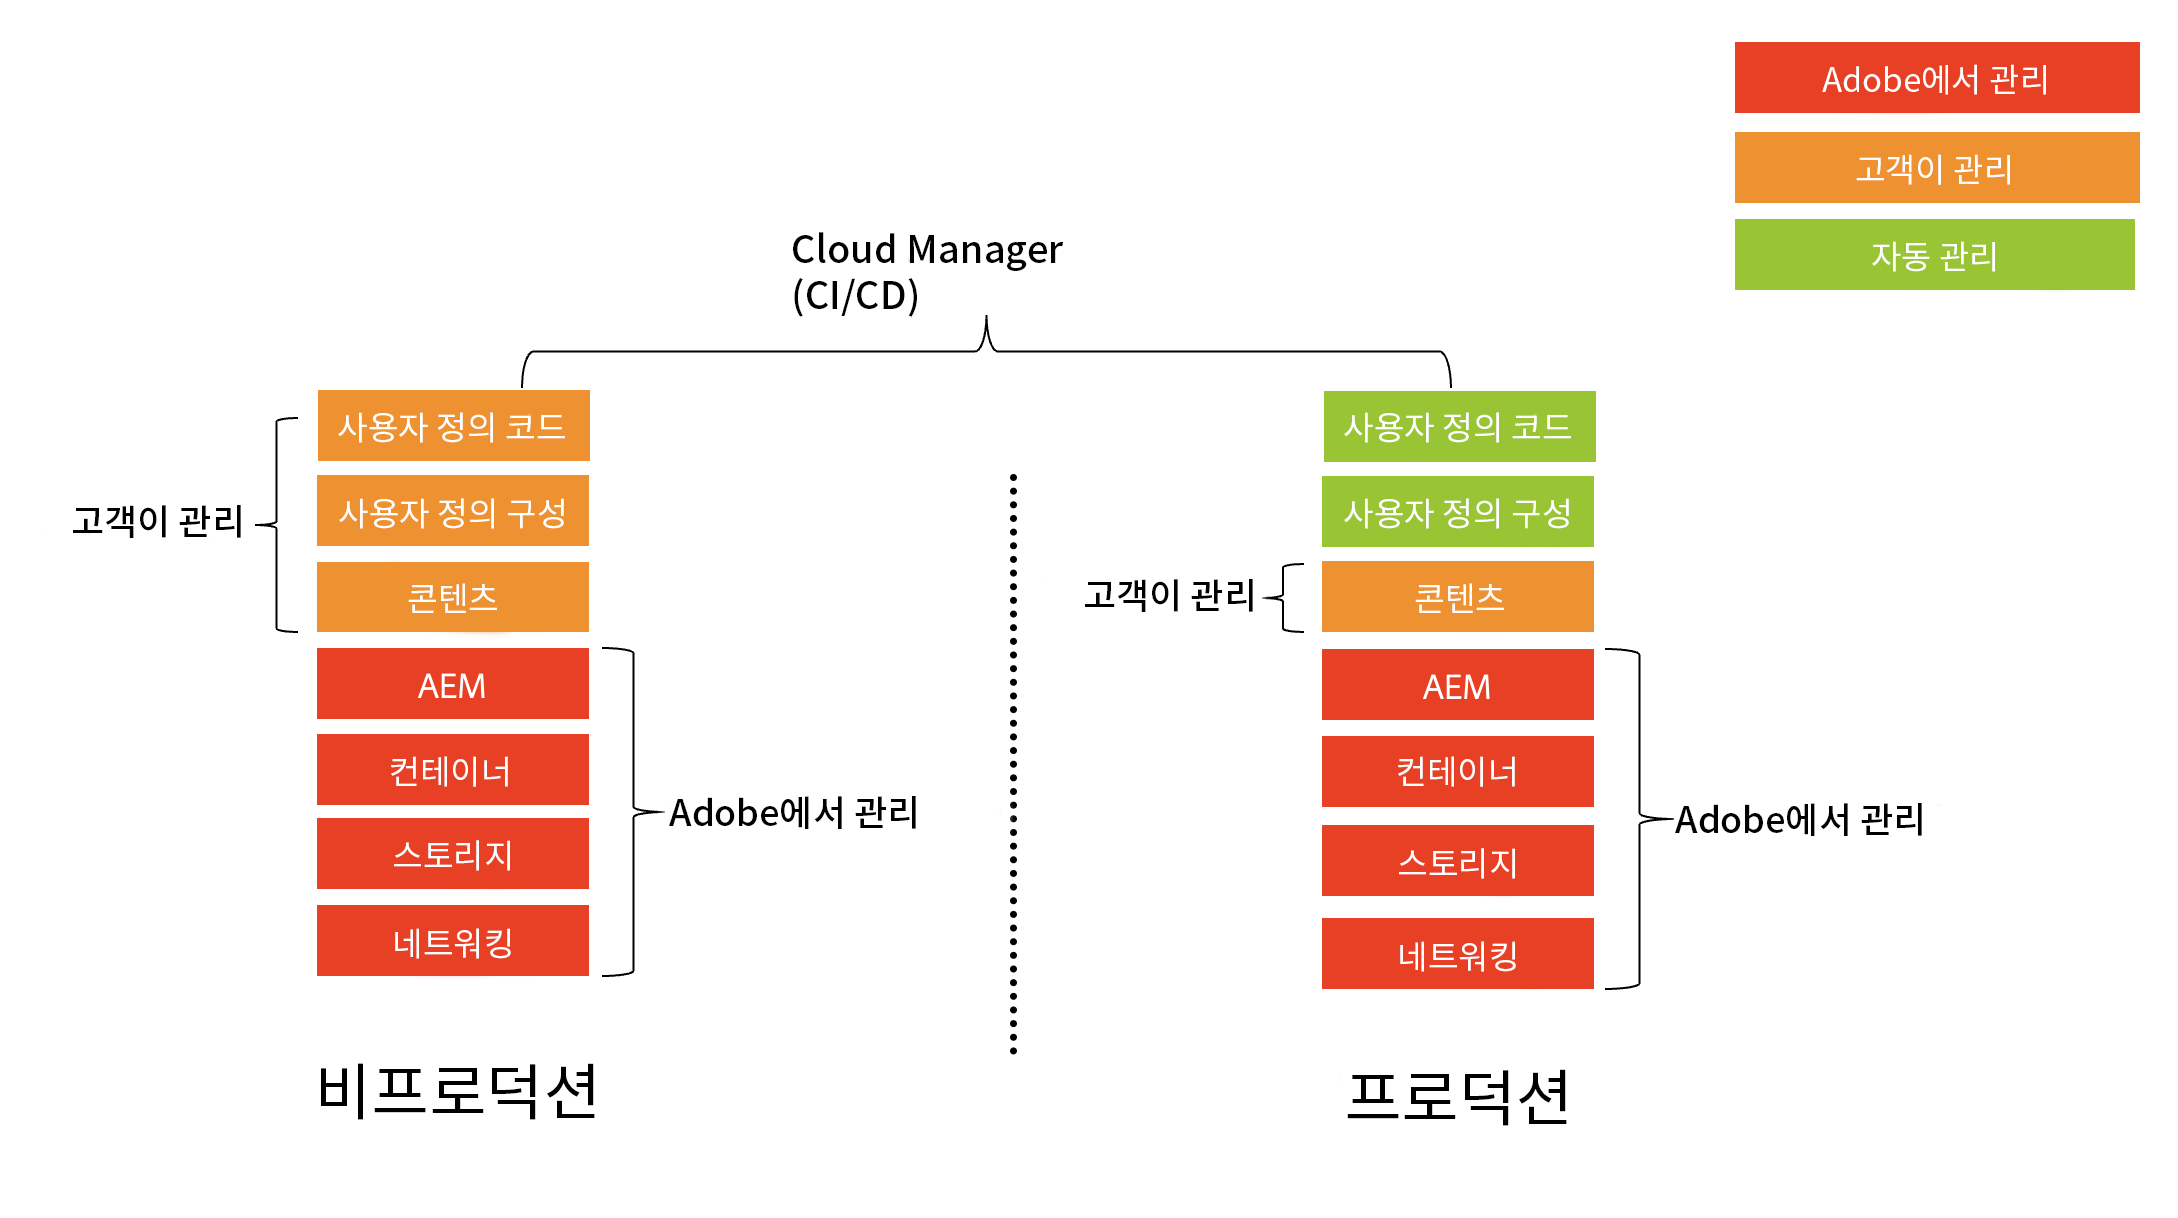 Adobe에서 관리
고객이 관리
자동 관리
Cloud Manager
(CI/CD)
사용자 정의 코드
사용자 정의 구성
콘텐츠
고객이 관리
AEM
컨테이너
스토리지
네트워킹
Adobe에서 관리
비프로덕션
사용자 정의 코드
사용자 정의 구성
콘텐츠
고객이 관리
AEM
컨테이너
스토리지
네트워킹
Adobe에서 관리
프로덕션